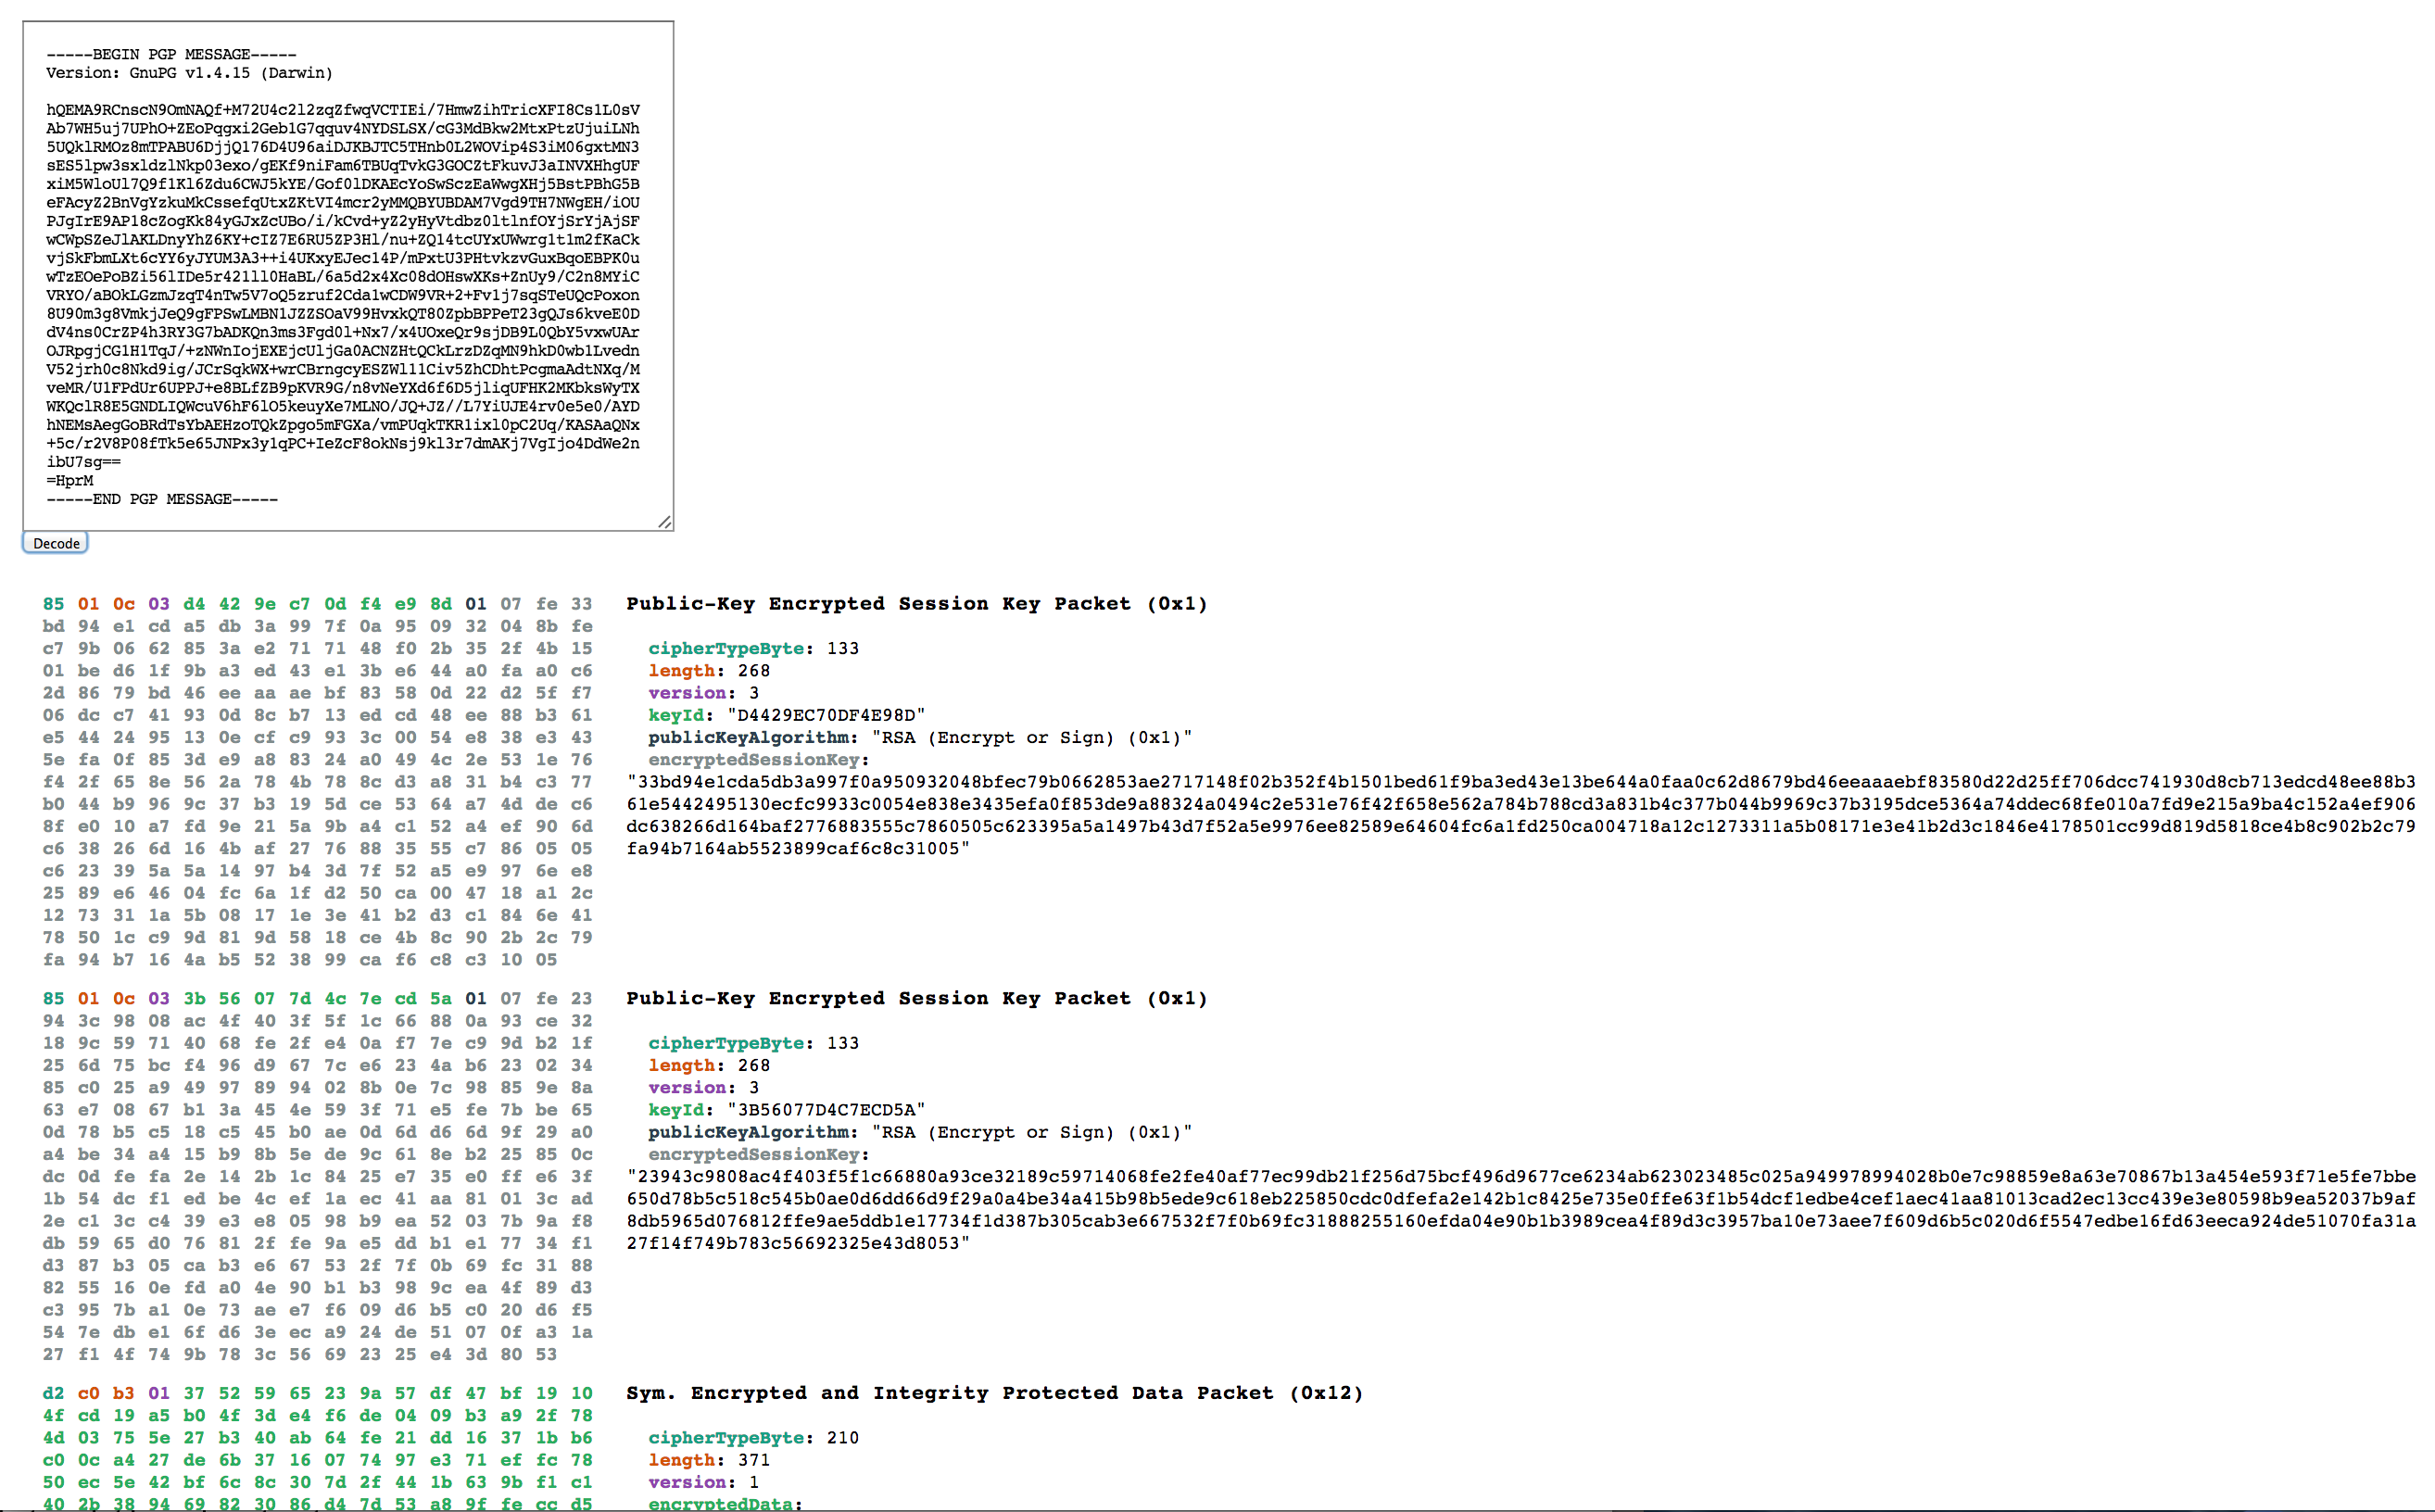 -----BEGIN PGP MESSAGE-----
Version: GnuPG v1.4.15 (Darwin)
hQEMA9RCnscN9OmNAQf+M72U4c2l2zqZfwqVCTIEi/7HmwZihTricXFI8Cs1L0sV
Ab7WH5uj7UPhO+ZEoPqgxi2Geb1G7qquv4NYDSLSX/cG3MdBkw2MtxPtzUjuiLNh
5UQklRMOz8mTPABU6DjjQ176D4U96aiDJKBJTC5THnb0L2WOVip4S3iM06gxtMN3
sES5lpw3sxldzlNkp03exo/gEKf9niFam6TBUqTvkG3GOCZtFkuvJ3aINVXHhgUF
xiM5WloUl7Q9f1Kl6Zdu6CWJ5kYE/Gof0lDKAEcYoSwSczEaWwgXHj5BstPBhG5B
eFAcyZ2BnVgYzkuMkCssefqUtxZKtVI4mcr2yMMQBYUBDAM7Vgd9TH7NWgEH/iOU
PJgIrE9AP18cZogKk84yGJxZcUBo/i/kCvd+yZ2yHyVtdbz0ltlnfOYjSrYjAjSF
wCWpSZeJlAKLDnyYhZ6KY+cIZ7E6RU5ZP3Hl/nu+ZQ14tcUYxUWwrg1t1m2fKaCk
vjSkFbmLXt6cYY6yJYUM3A3++i4UKxyEJec14P/mPxtU3PHtvkzvGuxBqoEBPK0u
wTzEOePoBZi56lIDe5r421ll0HaBL/6a5d2x4Xc08dOHswXKs+ZnUy9/C2n8MYiC
VRYO/aBOkLGzmJzqT4nTw5V7oQ5zruf2Cda1wCDW9VR+2+Fv1j7sqSTeUQcPoxon
8U90m3g8VmkjJeQ9gFPSwLMBN1JZZSOaV99HvxkQT80ZpbBPPeT23gQJs6kveE0D
dV4ns0CrZP4h3RY3G7bADKQn3ms3Fgd0l+Nx7/x4UOxeQr9sjDB9L0QbY5vxwUAr
OJRpgjCG1H1TqJ/+zNWnIojEXEjcUljGa0ACNZHtQCkLrzDZqMN9hkD0wb1Lvedn
V52jrh0c8Nkd9ig/JCrSqkWX+wrCBrngcyESZWl11Civ5ZhCDhtPcgmaAdtNXq/M
veMR/U1FPdUr6UPPJ+e8BLfZB9pKVR9G/n8vNeYXd6f6D5jliqUFHK2MKbksWyTX
WKQclR8E5GNDLIQWcuV6hF6lO5keuyXe7MLNO/JQ+JZ//L7YiUJE4rv0e5e0/AYD
hNEMsAegGoBRdTsYbAEHzoTQkZpgo5mFGXa/vmPUqkTKR1ixl0pC2Uq/KASAaQNx
+5c/r2V8P08fTk5e65JNPx3y1qPC+IeZcF8okNsj9kl3r7dmAKj7VgIjo4DdWe2n
ibU7sg==
=HprM
-----END PGP MESSAGE-----
Decode
85 01 0c 03 d4 42 9e c7 0d f4 e9 8d 01 07 fe 33
bd 94 e1 cd a5 db 3a 99 7f 0a 95 09 32 04 8b fe
c7 9b 06 62 85 3a e2 71 71 48 f0 2b 35 2f 4b 15
01 be d6 1f 9b a3 ed 43 e1 3b e6 44 a0 fa a0 c6
2d 86 79 bd 46 ee aa ae bf 83 58 0d 22 d2 5f f7
06 dc c7 41 93 0d 8c b7 13 ed cd 48 ee 88 b3 61
e5 44 24 95 13 0e cf c9 93 3c 00 54 e8 38 e3 43
5e fa 0f 85 3d e9 a8 83 24 a0 49 4c 2e 53 1e 76
f4 2f 65 8e 56 2a 78 4b 78 8c d3 a8 31 b4 c3 77
b0 44 b9 96 9c 37 b3 19 5d ce 53 64 a7 4d de c6
8f e0 10 a7 fd 9e 21 5a 9b a4 c1 52 a4 ef 90 6d
c6 38 26 6d 16 4b af 27 76 88 35 55 c7 86 05 05
c6 23 39 5a 5a 14 97 b4 3d 7f 52 a5 e9 97 6e e8
25 89 e6 46 04 fc 6a 1f d2 50 ca 00 47 18 a1 2c
12 73 31 1a 5b 08 17 1e 3e 41 b2 d3 c1 84 6e 41
78 50 1c c9 9d 81 9d 58 18 ce 4b 8c 90 2b 2c 79
fa 94 b7 16 4a b5 52 38 99 ca f6 c8 c3 10 05
Public-Key Encrypted Session Key Packet (0x1)
cipherTypeByte: 133
length: 268
version: 3
keyId: "D4429EC70DF4E98D"
publicKeyAlgorithm: "RSA (Encrypt or Sign) (0x1)"
encryptedSessionKey:
"33bd94e1cda5db3a997f0a950932048bfec79b0662853ae2717148f02b352f4b1501bed61f9ba3ed43e13be644a0faa0c62d8679bd46eeaaaebf83580d22d25ff706dcc741930d8cb713edcd48ee88b3
61e5442495130ecfc9933c0054e838e3435efa0f853de9a88324a0494c2e531e76f42f658e562a784b788cd3a831b4c377b044b9969c37b3195dce5364a74ddec68fe010a7fd9e215a9ba4c152a4ef906
dc638266d164baf2776883555c7860505c623395a5a1497b43d7f52a5e9976ee82589e64604fc6a1fd250ca004718a12c1273311a5b08171e3e41b2d3c1846e4178501cc99d819d5818ce4b8c902b2c79
fa94b7164ab5523899caf6c8c31005"
85 01 0c 03 3b 56 07 7d 4c 7e cd 5a 01 07 fe 23
94 3c 98 08 ac 4f 40 3f 5f 1c 66 88 0a 93 ce 32
18 9c 59 71 40 68 fe 2f e4 0a f7 7e c9 9d b2 1f
25 6d 75 bc f4 96 d9 67 7c e6 23 4a b6 23 02 34
85 c0 25 a9 49 97 89 94 02 8b 0e 7c 98 85 9e 8a
63 e7 08 67 b1 3a 45 4e 59 3f 71 e5 fe 7b be 65
0d 78 b5 c5 18 c5 45 b0 ae 0d 6d d6 6d 9f 29 a0
a4 be 34 a4 15 b9 8b 5e de 9c 61 8e b2 25 85 0c
dc 0d fe fa 2e 14 2b 1c 84 25 e7 35 e0 ff e6 3f
1b 54 dc f1 ed be 4c ef 1a ec 41 aa 81 01 3c ad
2e c1 3c c4 39 e3 e8 05 98 b9 ea 52 03 7b 9a f8
db 59 65 d0 76 81 2f fe 9a e5 dd b1 e1 77 34 f1
d3 87 b3 05 ca b3 e6 67 53 2f 7f 0b 69 fc 31 88
82 55 16 0e fd a0 4e 90 b1 b3 98 9c ea 4f 89 d3
c3 95 7b a1 0e 73 ae e7 f6 09 d6 b5 c0 20 d6 f5
54 7e db e1 6f d6 3e ec a9 24 de 51 07 0f a3 1a
27 f1 4f 74 9b 78 3c 56 69 23 25 e4 3d 80 53
Public-Key Encrypted Session Key Packet (0x1)
cipherTypeByte: 133
length: 268
version: 3
keyId: "3B56077D4C7ECD5A"
publicKeyAlgorithm: "RSA (Encrypt or Sign) (0x1)"
encryptedSessionKey:
"23943c9808ac4f403f5f1c66880a93ce32189c59714068fe2fe40af77ec99db21f256d75bcf496d9677ce6234ab623023485c025a949978994028b0e7c98859e8a63e70867b13a454e593f71e5fe7bbe
650d78b5c518c545b0ae0d6dd66d9f29a0a4be34a415b98b5ede9c618eb225850cdc0dfefa2e142b1c8425e735e0ffe63f1b54dcf1edbe4cef1aec41aa81013cad2ec13cc439e3e80598b9ea52037b9af
8db5965d076812ffe9ae5ddb1e17734f1d387b305cab3e667532f7f0b69fc31888255160efda04e90b1b3989cea4f89d3c3957ba10e73aee7f609d6b5c020d6f5547edbe16fd63eeca924de51070fa31a
27f14f749b783c56692325e43d8053"
d2 c0 b3 01 37 52 59 65 23 9a 57 df 47 bf 19 10
4f cd 19 a5 b0 4f 3d e4 f6 de 04 09 b3 a9 2f 78
4d 03 75 5e 27 b3 40 ab 64 fe 21 dd 16 37 1b b6
c0 0c a4 27 de 6b 37 16 07 74 97 e3 71 ef fc 78
50 ec 5e 42 bf 6c 8c 30 7d 2f 44 1b 63 9b f1 c1
40 2b 38 94 69 82 30 86 d4 7d 53 a8 9f fe cc d5
Sym. Encrypted and Integrity Protected Data Packet (0x12)
cipherTypeByte: 210
length: 371
version: 1
encryptedData: